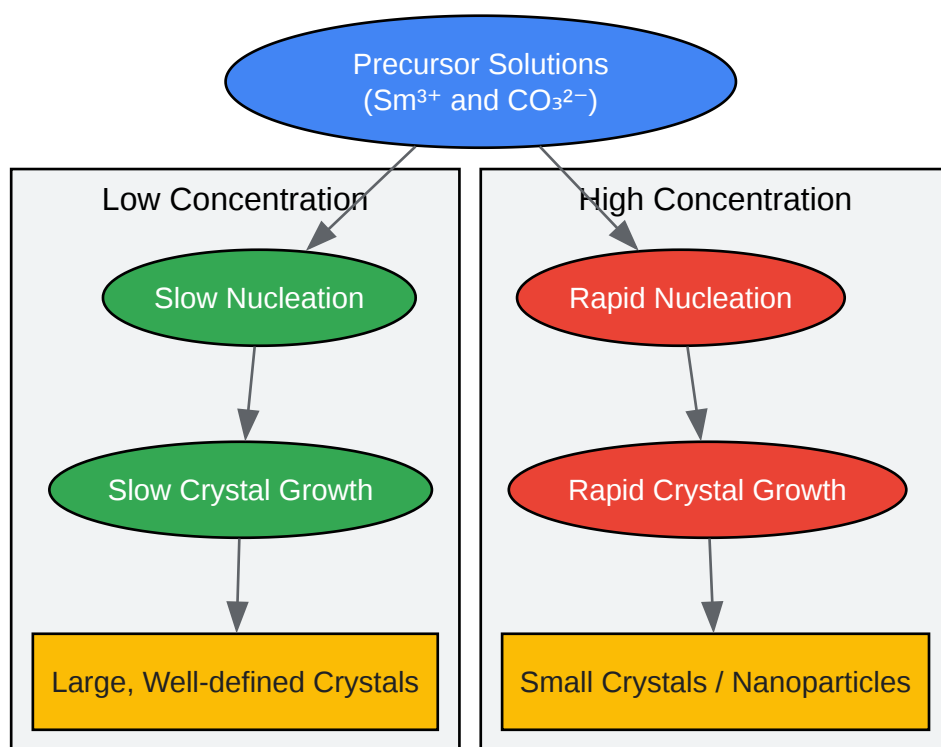 Precursor Solutions
(Sm³⁺ and CO₃²⁻)
Low Concentration
High Concentration
Slow Nucleation
Rapid Nucleation
Slow Crystal Growth
Rapid Crystal Growth
Large, Well-defined Crystals
Small Crystals / Nanoparticles